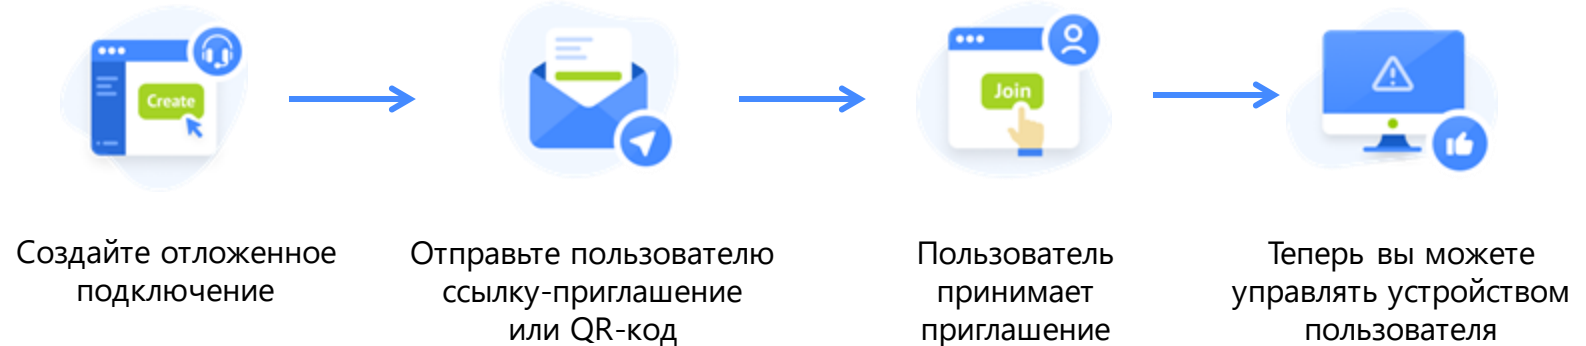 Create
Join
Создайте отложенное
подключение
Отправьте пользователю
ссылку-приглашение
или QR-код
Пользователь
принимает
приглашение
Теперь вы можете
управлять устройством
пользователя